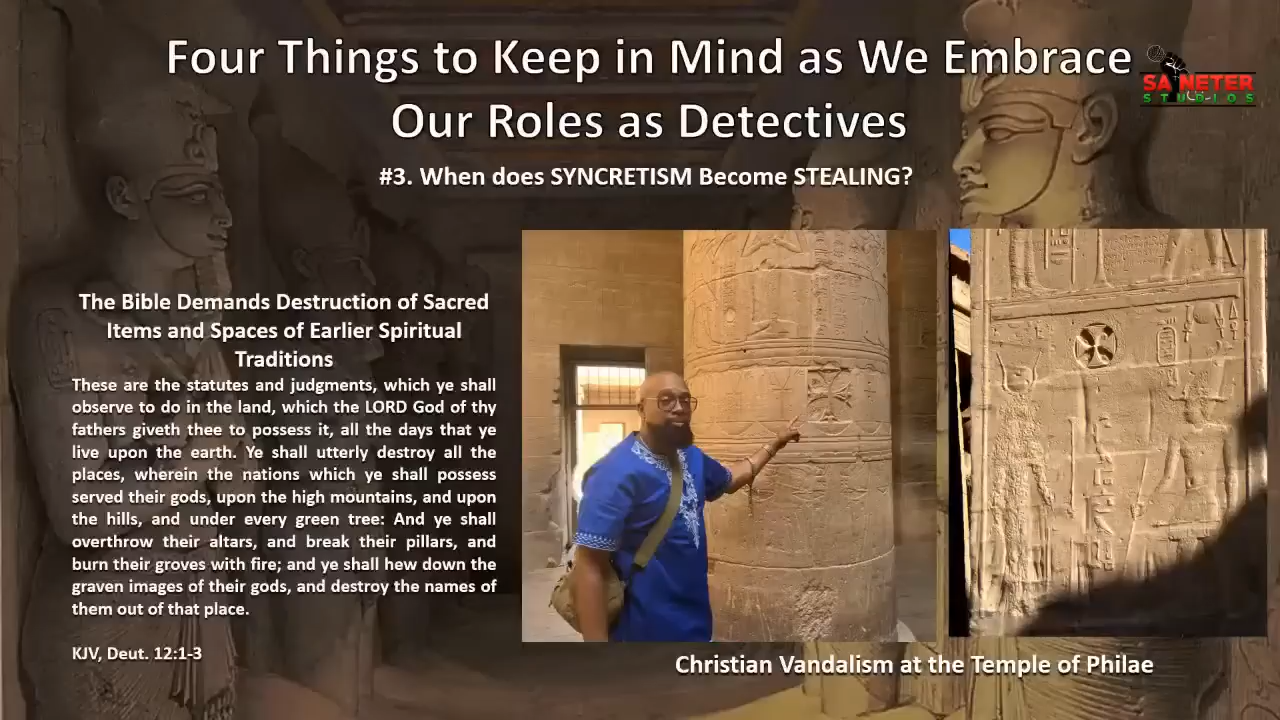 Four Things to Keep in Mind as We Embrace
Our Roles as Detectives
SA NETER
STUDIOS
#3. When does SYNCRETISM Become STEALING?
The Bible Demands Destruction of Sacred
Items and Spaces of Earlier Spiritual
Traditions
These are the statutes and judgments, which ye shall
observe to do in the land, which the LORD God of thy
fathers giveth thee to possess it, all the days that ye
live upon the earth. Ye shall utterly destroy all the
places, wherein the nations which ye shall possess
served their gods, upon the high mountains, and upon
the hills, and under every green tree: And ye shall
overthrow their altars, and break their pillars, and
burn their groves with fire; and ye shall hew down the
graven images of their gods, and destroy the names of
them out of that place.
KJV, Deut. 12:1-3
Christian Vandalism at the Temple of Philae